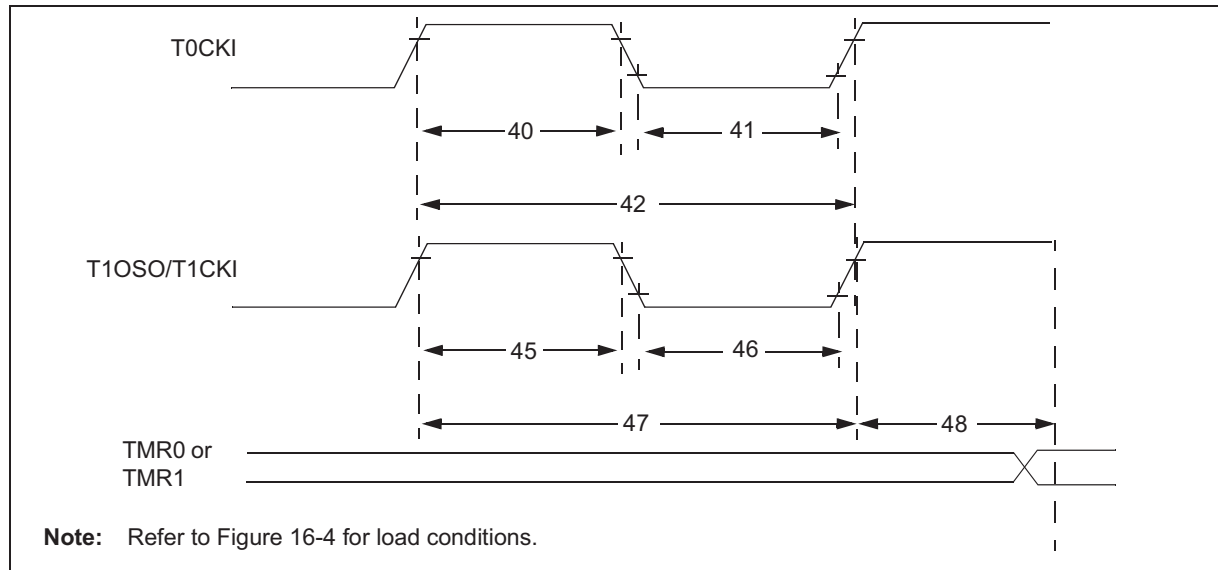 T0CKI
40
41
42
T1OSO/T1CKI
45
46
47
48
TMR0 or
TMR1
Note: Refer to Figure 16-4 for load conditions.